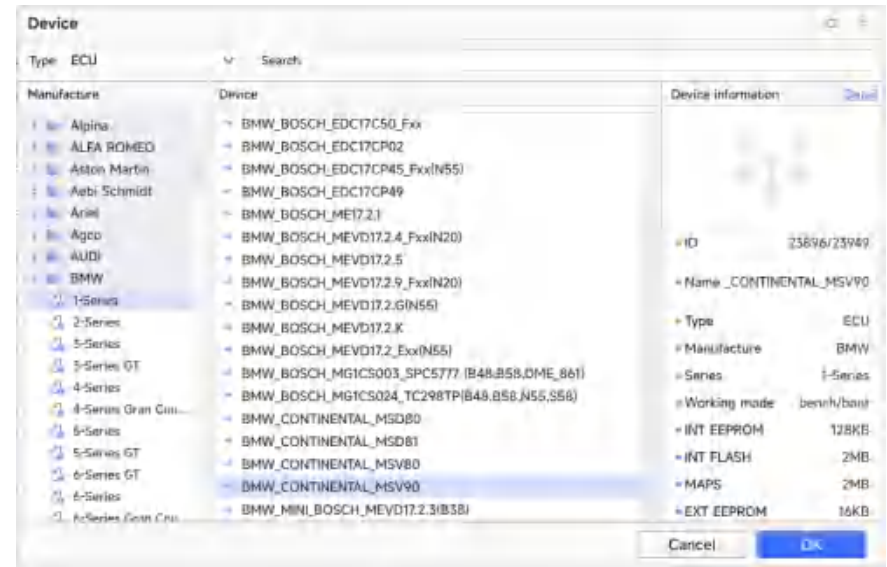 Device
Type ECU Search
Manufacture
Alpina
ALFA ROMEO
Aston Martin
Aebi Schmidt
Ariel
Agco
AUDI
BMW
1-Series
2-Series
3-Series
3-Series GT
4-Series
4-Series Gran Cou...
5-Series
5-Series GT
6-Series GT
6-Series
6-Series Gran Cou
Device
BMW_BOSCH_EDC17C50_Fxx
BMW_BOSCH_EDC17CP02
BMW_BOSCH_EDC17CP45_Fxx(N55)
BMW_BOSCH_EDC17CP49
BMW_BOSCH_ME17.2.1
BMW_BOSCH_MEVD17.2.4_Fxx(N20)
BMW_BOSCH_MEVD17.2.5
BMW_BOSCH_MEVD17.2.9_Fxx(N20)
BMW_BOSCH_MEVD17.2.G(N55)
BMW_BOSCH_MEVD17.2.K
BMW_BOSCH_MEVD17.2_Exx(N55)
BMW_BOSCH_MG1CS003_SPC5777 (B48,B58,DME_861)
BMW_BOSCH_MG1CS024_TC298TP(B48,B58,N55,S58)
BMW_CONTINENTAL_MSD80
BMW_CONTINENTAL_MSD81
BMW_CONTINENTAL_MSV80
BMW_CONTINENTAL_MSV90
BMW_MINI_BOSCH_MEVD17.2.3(B38)
Device information Detail
ID 23896/23949
Name _CONTINENTAL_MSV90
Type ECU
Manufacture BMW
Series 1-Series
Working mode bench/boot
INT EEPROM 128KB
INT FLASH 2MB
MAPS 2MB
EXT EEPROM 16KB
Cancel OK